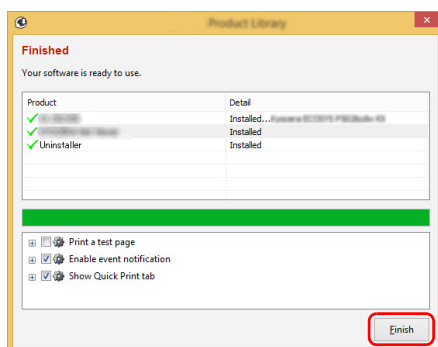 Product Library
Finished
Your software is ready to use.
Product Detail
Installed...
Installed
Uninstaller Installed
Print a test page
Enable event notification
Show Quick Print tab
Finish